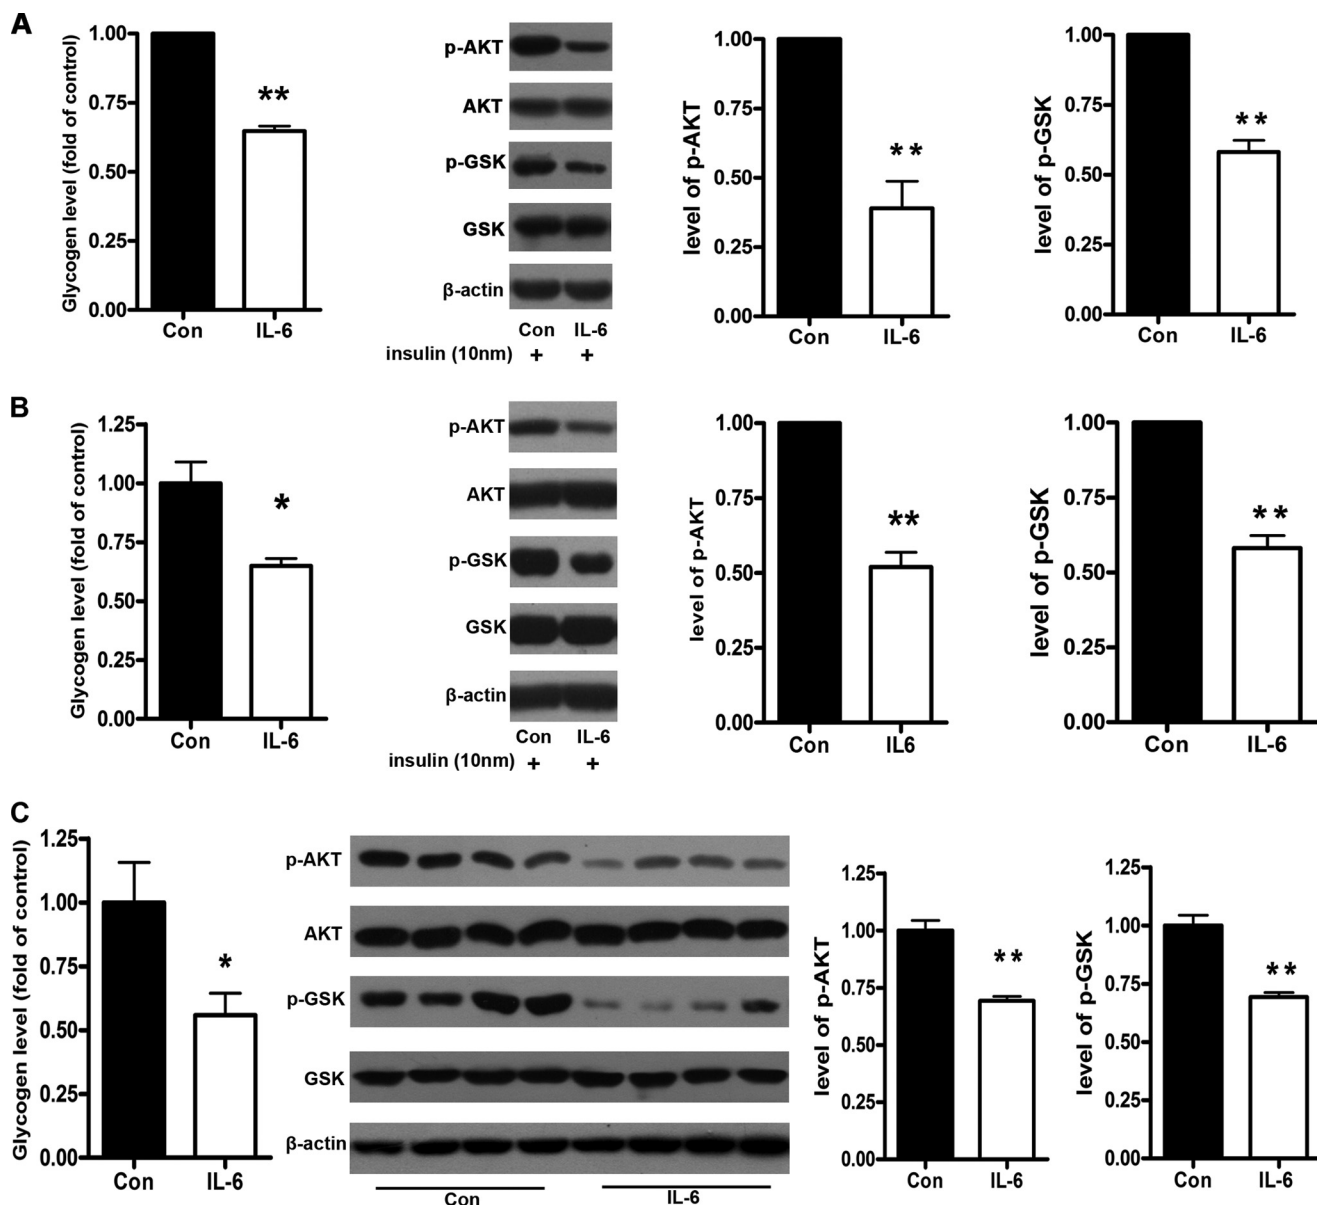 A
Glycogen level (fold of control)
1.00
0.75
0.50
0.25
0.00
**
Con
IL-6
p-AKT
AKT
p-GSK
GSK
β-actin
Con IL-6
insulin (10nm) + +
level of p-AKT
1.00
0.75
0.50
0.25
0.00
**
Con
IL-6
level of p-GSK
1.00
0.75
0.50
0.25
0.00
**
Con
IL-6
B
Glycogen level (fold of control)
1.25
1.00
0.75
0.50
0.25
0.00
*
Con
IL-6
p-AKT
AKT
p-GSK
GSK
β-actin
Con IL-6
insulin (10nm) + +
level of p-AKT
1.00
0.75
0.50
0.25
0.00
**
Con
IL6
level of p-GSK
1.00
0.75
0.50
0.25
0.00
**
Con
IL-6
C
Glycogen level (fold of control)
1.25
1.00
0.75
0.50
0.25
0.00
*
Con
IL-6
p-AKT
AKT
p-GSK
GSK
β-actin
Con
IL-6
level of p-AKT
1.25
1.00
0.75
0.50
0.25
0.00
**
Con
IL-6
level of p-GSK
1.25
1.00
0.75
0.50
0.25
0.00
**
Con
IL-6